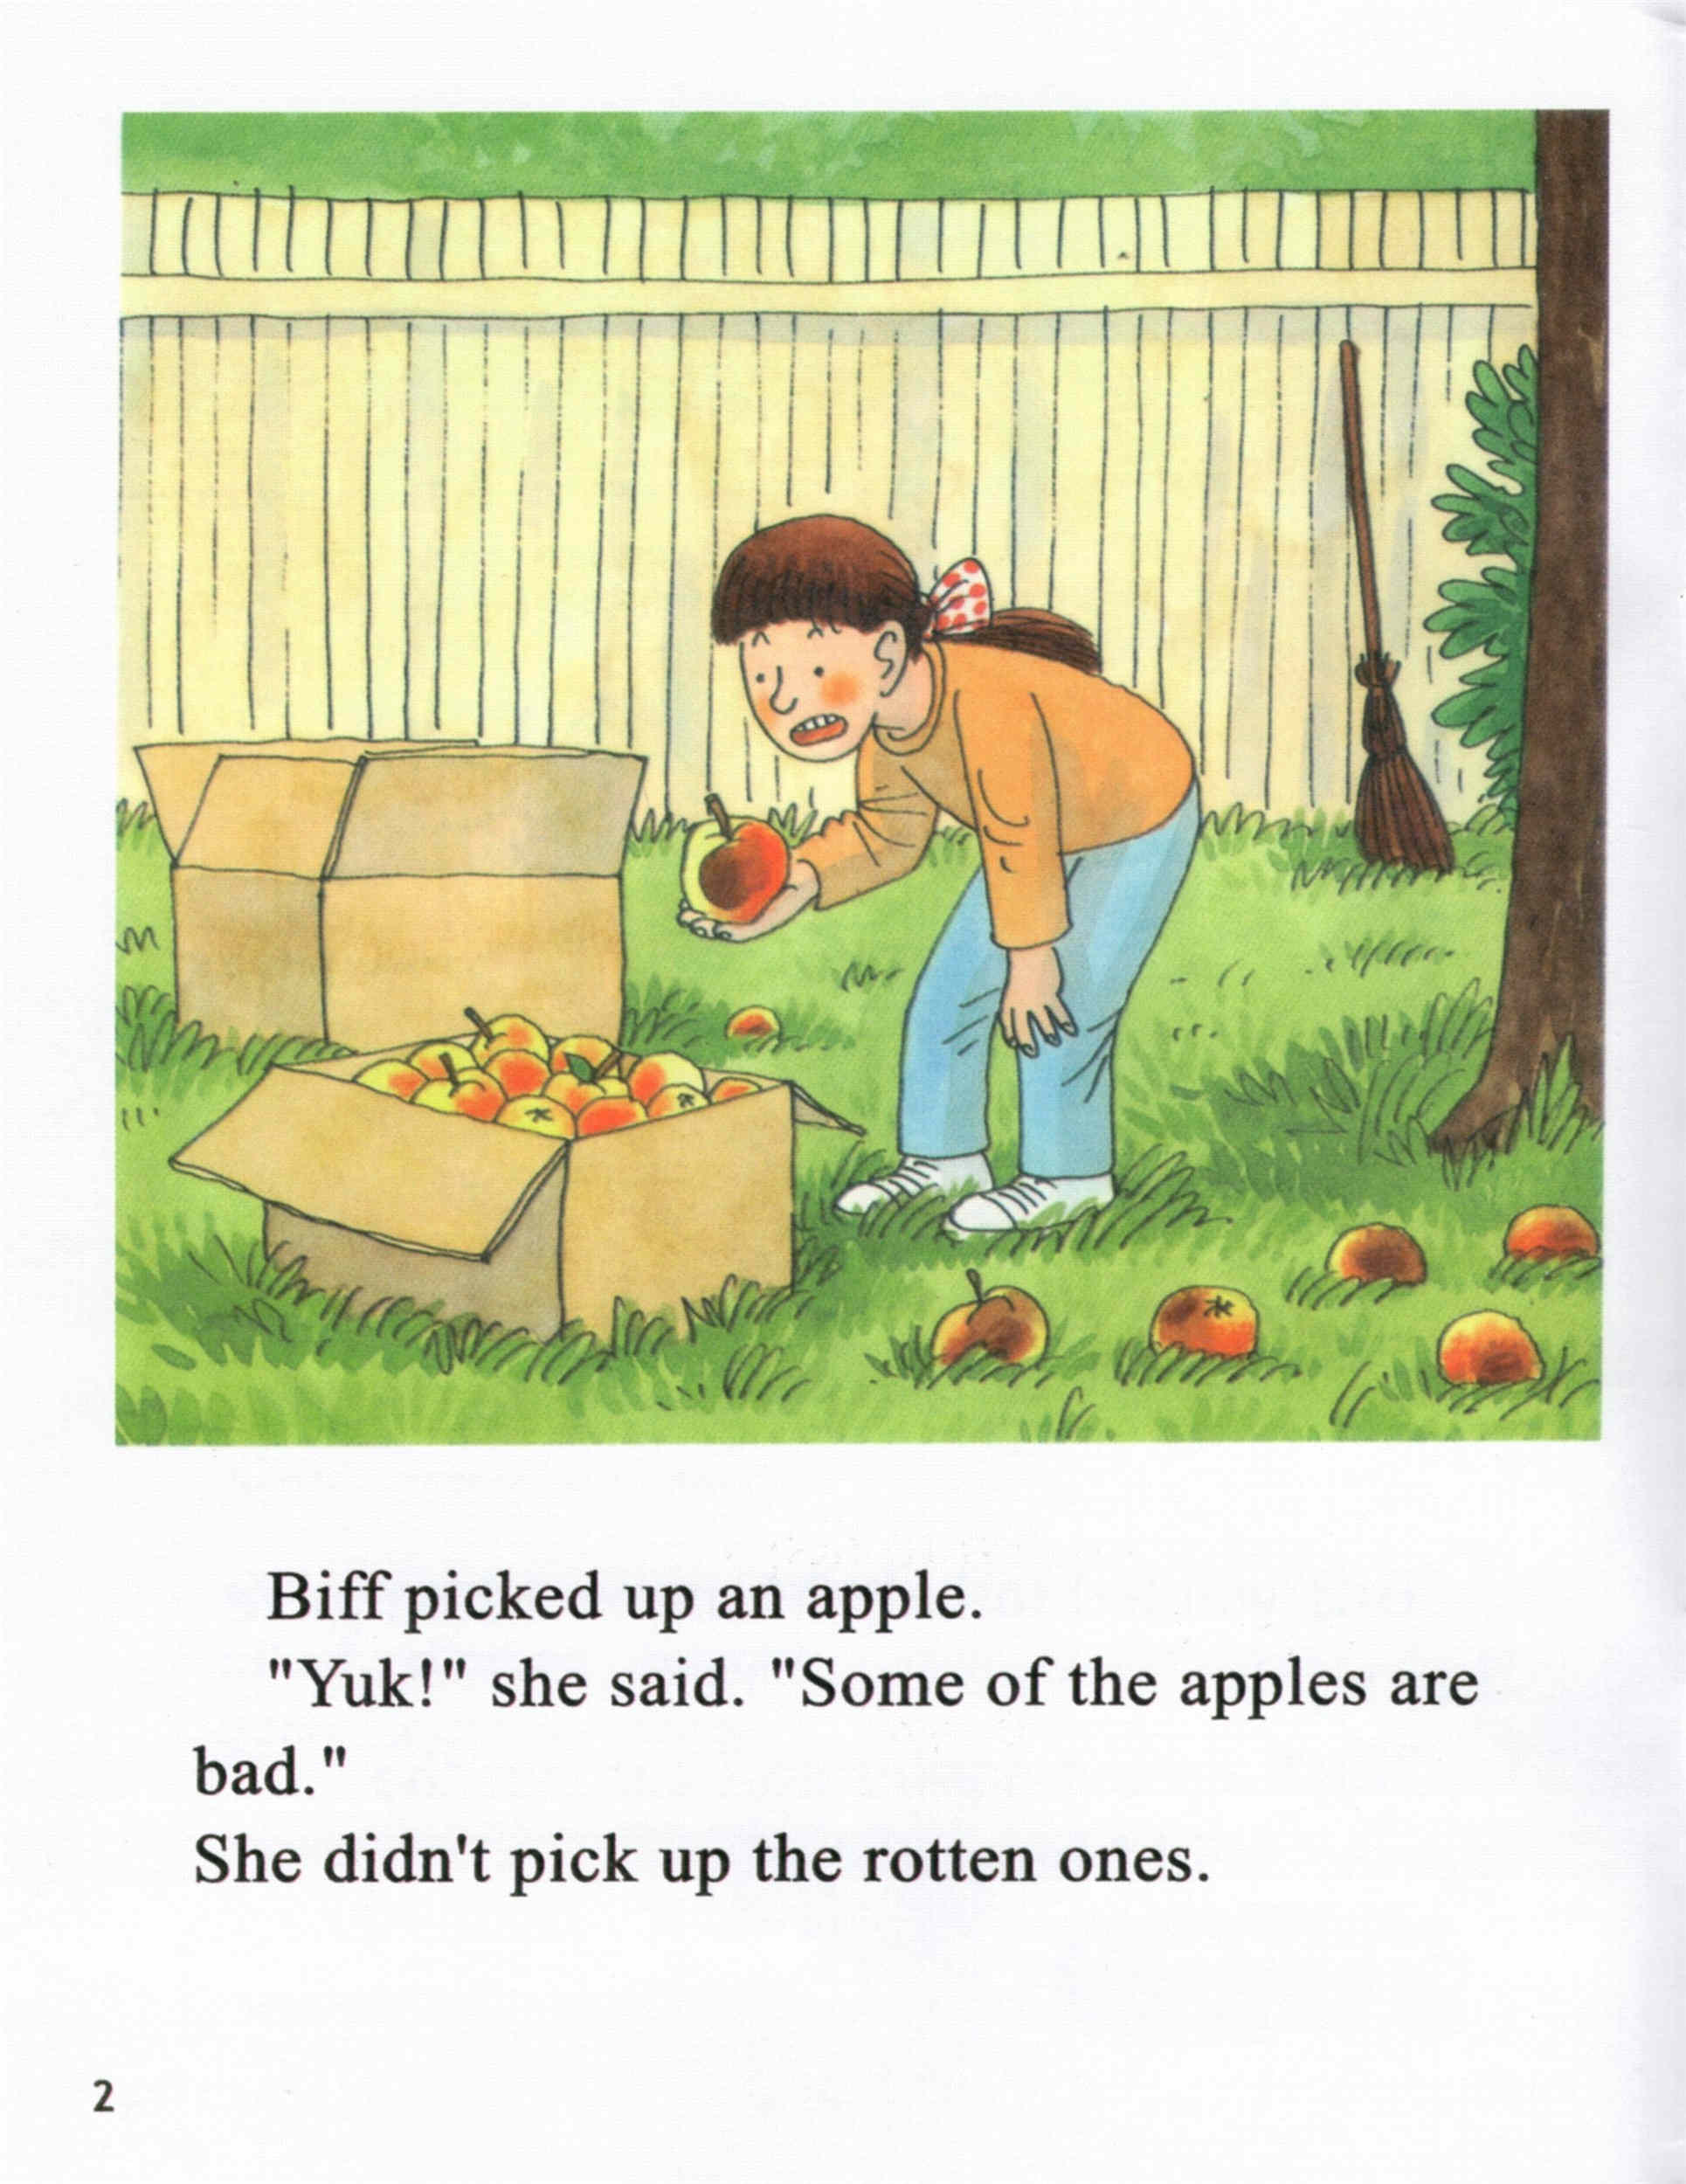 Biff picked up an apple.
"Yuk!" she said. "Some of the apples are
bad."
She didn't pick up the rotten ones.
2